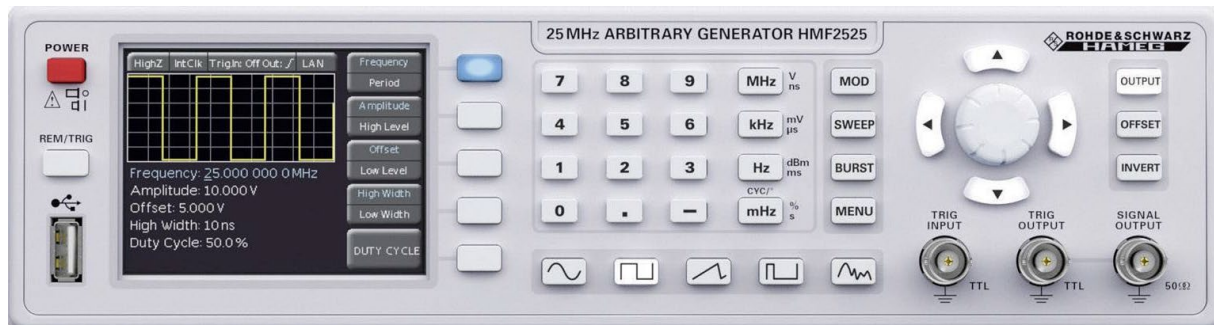 25 MHz ARBITRARY GENERATOR HMF2525
ROHDE&SCHWARZ
HAMEG
POWER
REM/TRIG
HighZ IntClk Trig.In: Off Out: LAN
Frequency: 25.000 000 0 MHz
Amplitude: 10.000 V
Offset: 5.000 V
High Width: 10 ns
Duty Cycle: 50.0 %
Frequency
Period
Amplitude
High Level
Offset
Low Level
High Width
Low Width
DUTY CYCLE
7 8 9 MHz V ns
4 5 6 kHz mV µs
1 2 3 Hz dBm ms
CYC/°
0 . − mHz % s
MOD
SWEEP
BURST
MENU
OUTPUT
OFFSET
INVERT
TRIG INPUT
TTL
TRIG OUTPUT
TTL
SIGNAL OUTPUT
50Ω